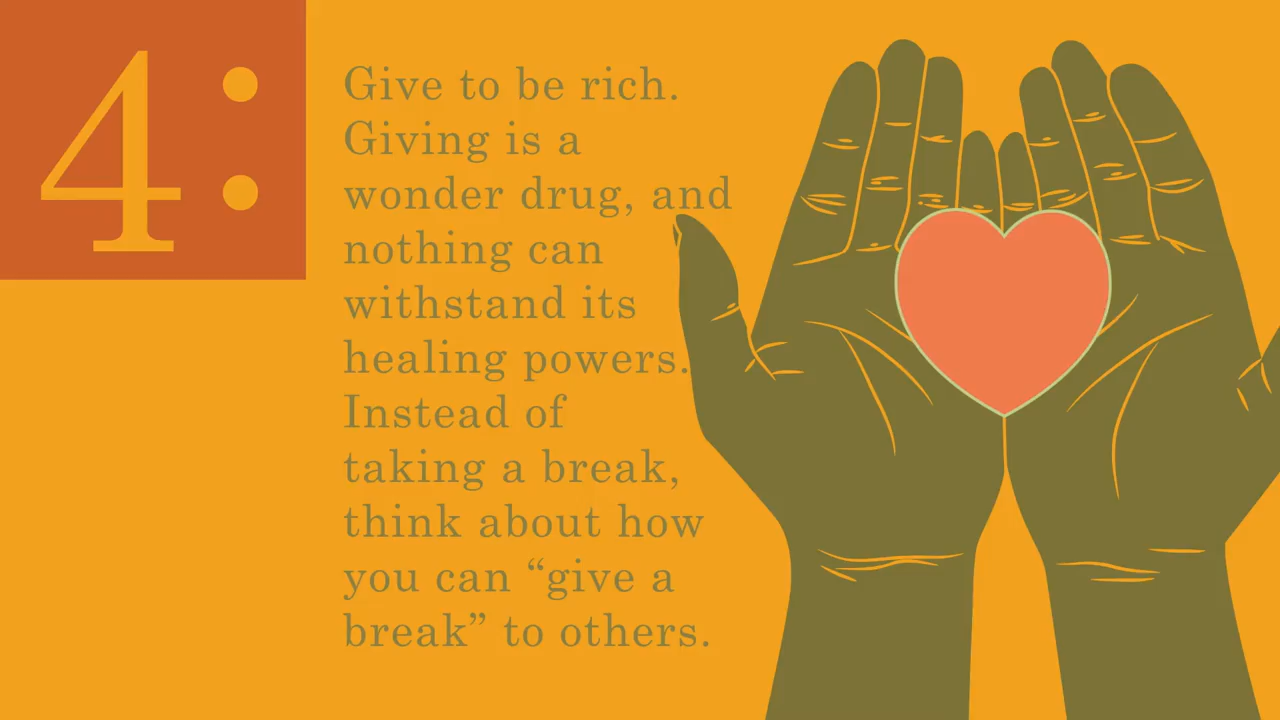 4:
Give to be rich.
Giving is a
wonder drug, and
nothing can
withstand its
healing powers.
Instead of
taking a break,
think about how
you can “give a
break” to others.